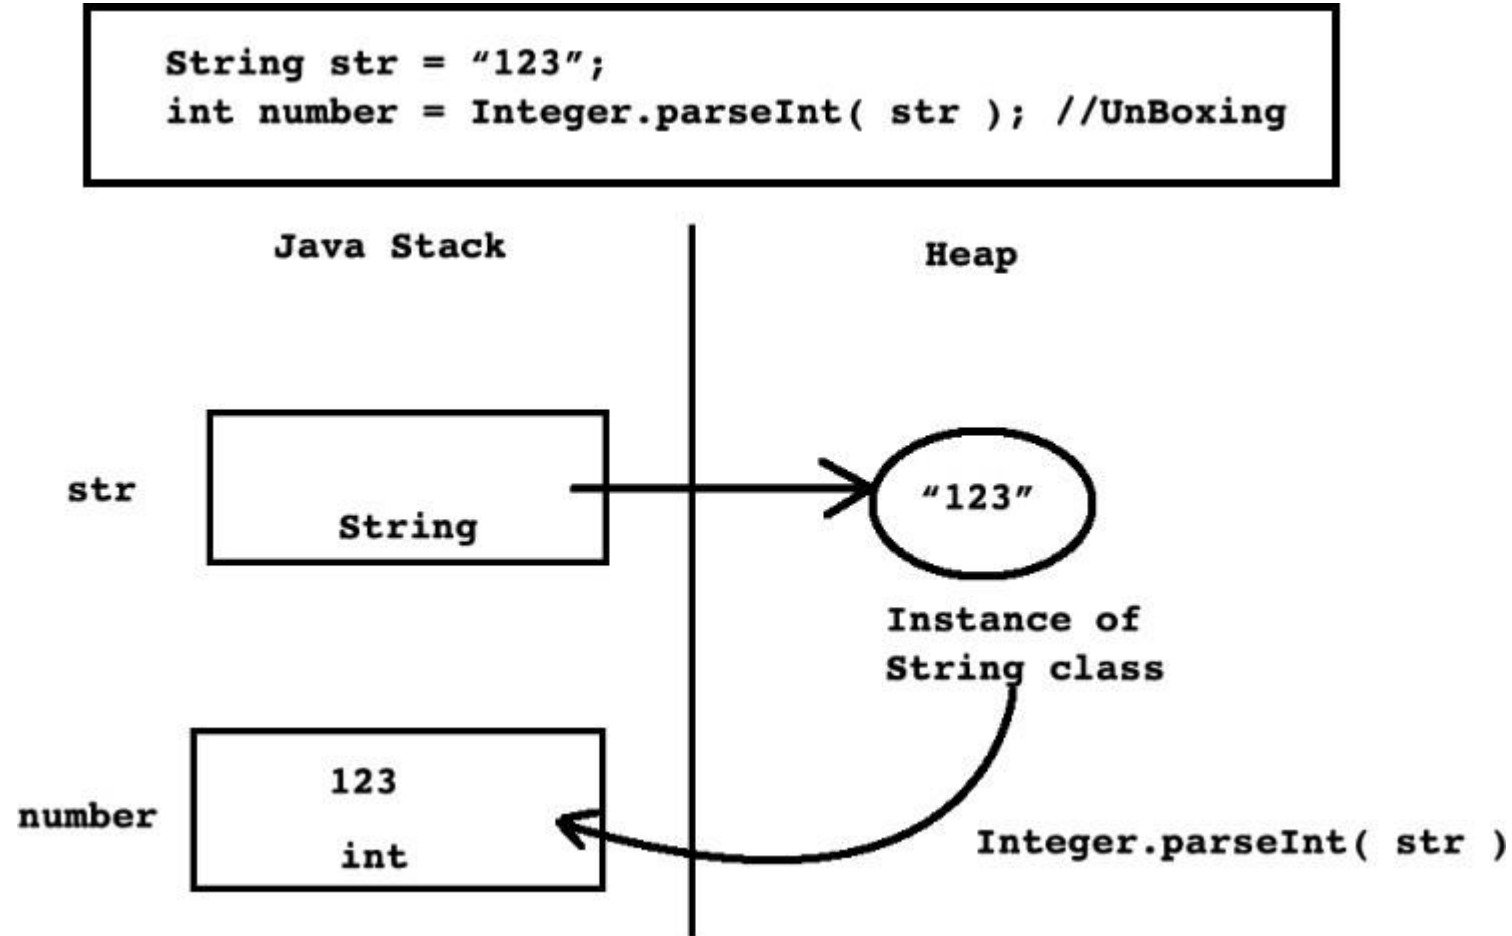 String str = “123”;
int number = Integer.parseInt( str ); //UnBoxing
Java Stack
Heap
str
String
“123”
Instance of
String class
number
123
int
Integer.parseInt( str )